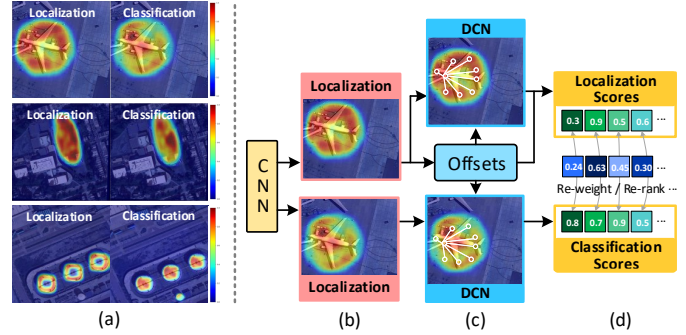 Localization Classification
Localization Classification
Localization Classification
(a)
CNN
Localization
Localization
(b)
DCN
Offsets
DCN
(c)
Localization
Scores
0.3 0.9 0.5 0.6 ...
0.24 0.63 0.45 0.30 ...
Re-weight / Re-rank ...
0.8 0.7 0.9 0.5 ...
Classification
Scores
(d)